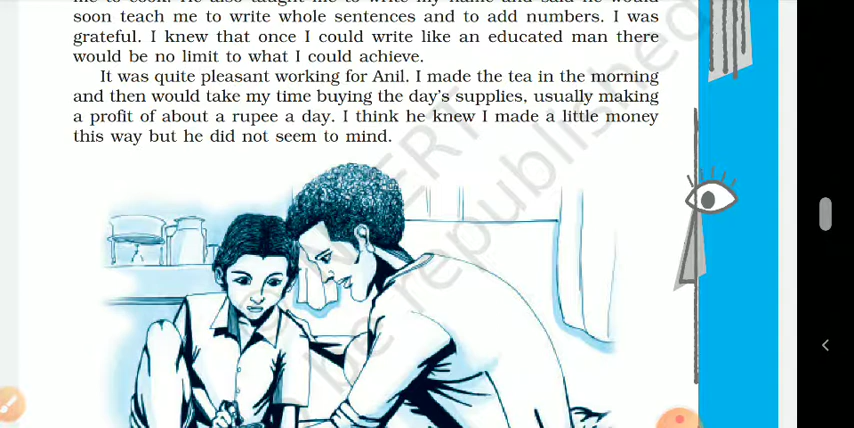 soon teach me to write whole sentences and to add numbers. I was
grateful. I knew that once I could write like an educated man there
would be no limit to what I could achieve.
It was quite pleasant working for Anil. I made the tea in the morning
and then would take my time buying the day's supplies, usually making
a profit of about a rupee a day. I think he knew I made a little money
this way but he did not seem to mind.
be republished